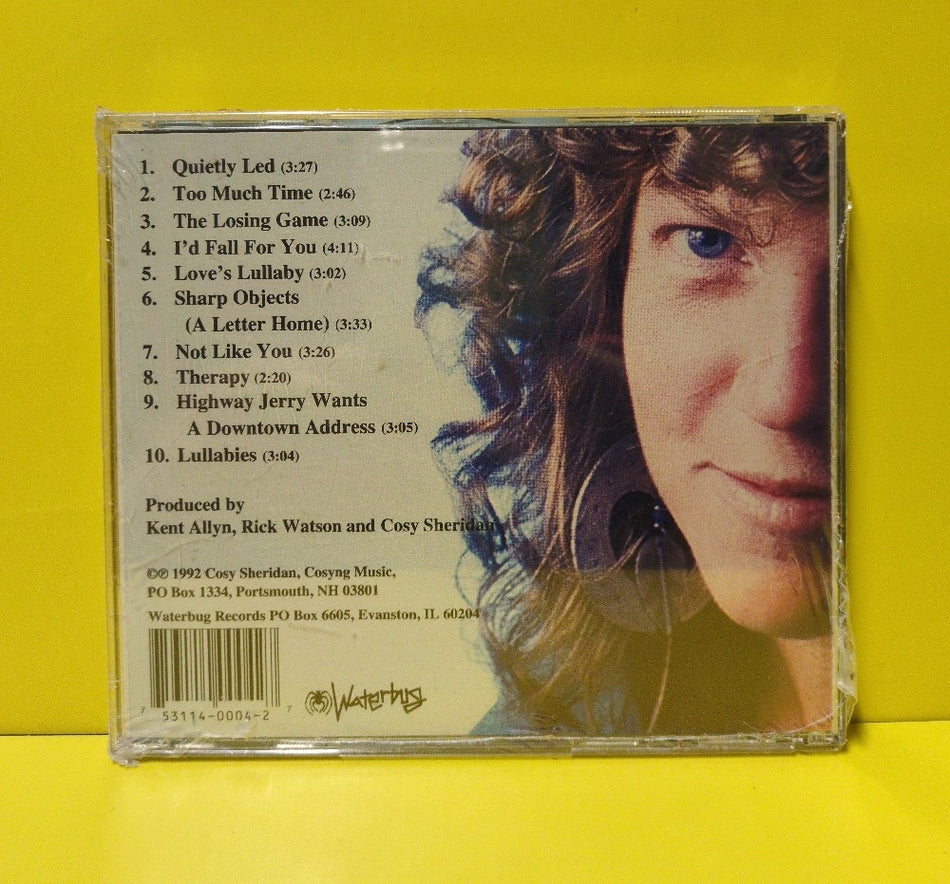 1. Quietly Led (3:27)
2. Too Much Time (2:46)
3. The Losing Game (3:09)
4. I'd Fall For You (4:11)
5. Love's Lullaby (3:02)
6. Sharp Objects
(A Letter Home) (3:33)
7. Not Like You (3:26)
8. Therapy (2:20)
9. Highway Jerry Wants
A Downtown Address (3:05)
10. Lullabies (3:04)
Produced by
Kent Allyn, Rick Watson and Cosy Sheridan
©℗ 1992 Cosy Sheridan, Cosyng Music,
PO Box 1334, Portsmouth, NH 03801
Waterbug Records PO Box 6605, Evanston, IL 60204
7 53114-0004-2 7
Waterbug